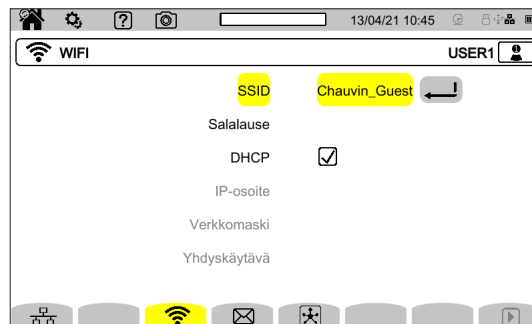 13/04/21 10:45
WIFI USER1
SSID Chauvin_Guest
Salalause
DHCP
IP-osoite
Verkkomaski
Yhdyskäytävä